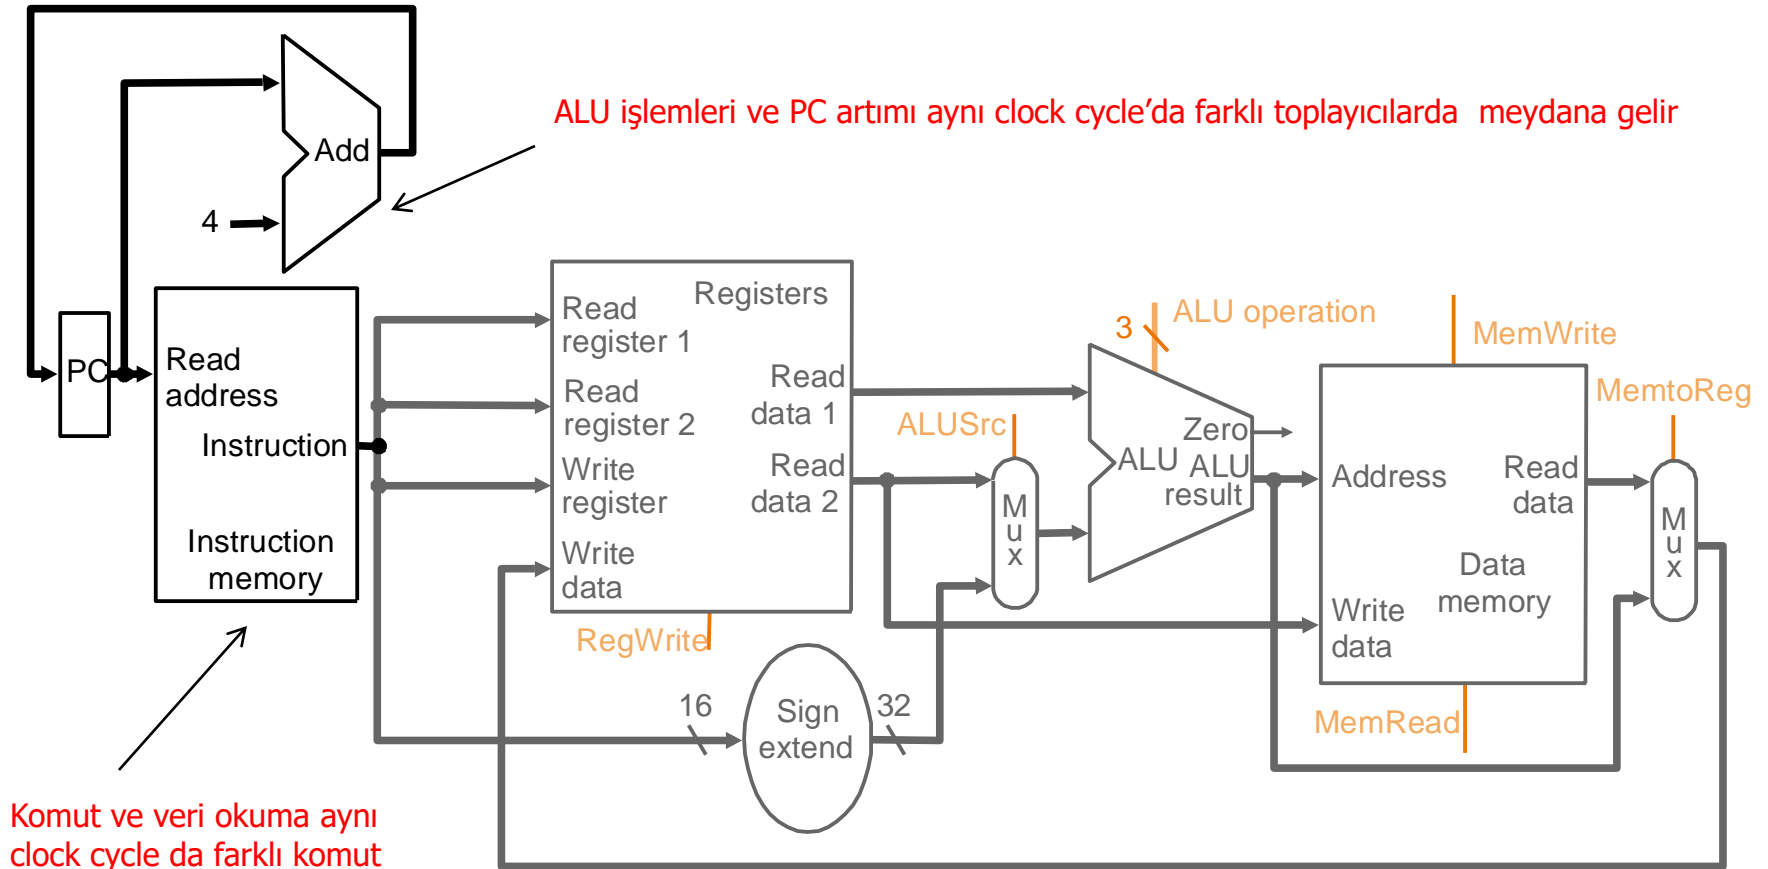 ALU işlemleri ve PC artımı aynı clock cycle’da farklı toplayıcılarda  meydana gelir
Add
4
PC
Read
address
Instruction
Instruction
memory
Registers
Read
register 1
Read
register 2
Write
register
Write
data
Read
data 1
Read
data 2
RegWrite
16
Sign
extend
32
ALUSrc
M
u
x
3
ALU operation
Zero
ALU
ALU
result
MemWrite
Address
Read
data
Data
memory
Write
data
MemRead
MemtoReg
M
u
x
Komut ve veri okuma aynı
clock cycle da farklı komut